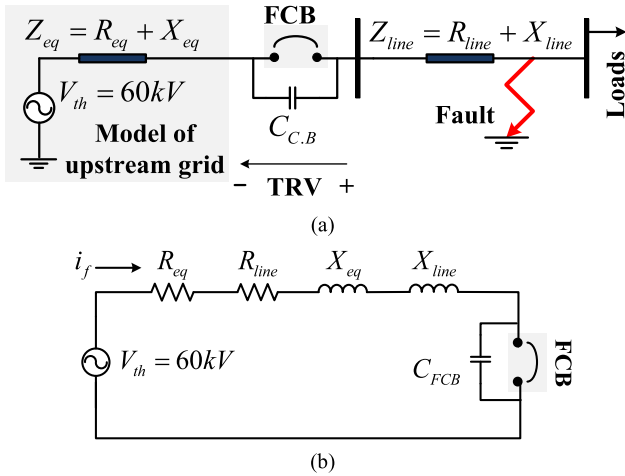 FCB
Z_eq = R_eq + X_eq
Z_line = R_line + X_line
V_th = 60kV
C_C.B
Fault
Loads
Model of
upstream grid
− TRV +
(a)
i_f
R_eq
R_line
X_eq
X_line
V_th = 60kV
C_FCB
FCB
(b)